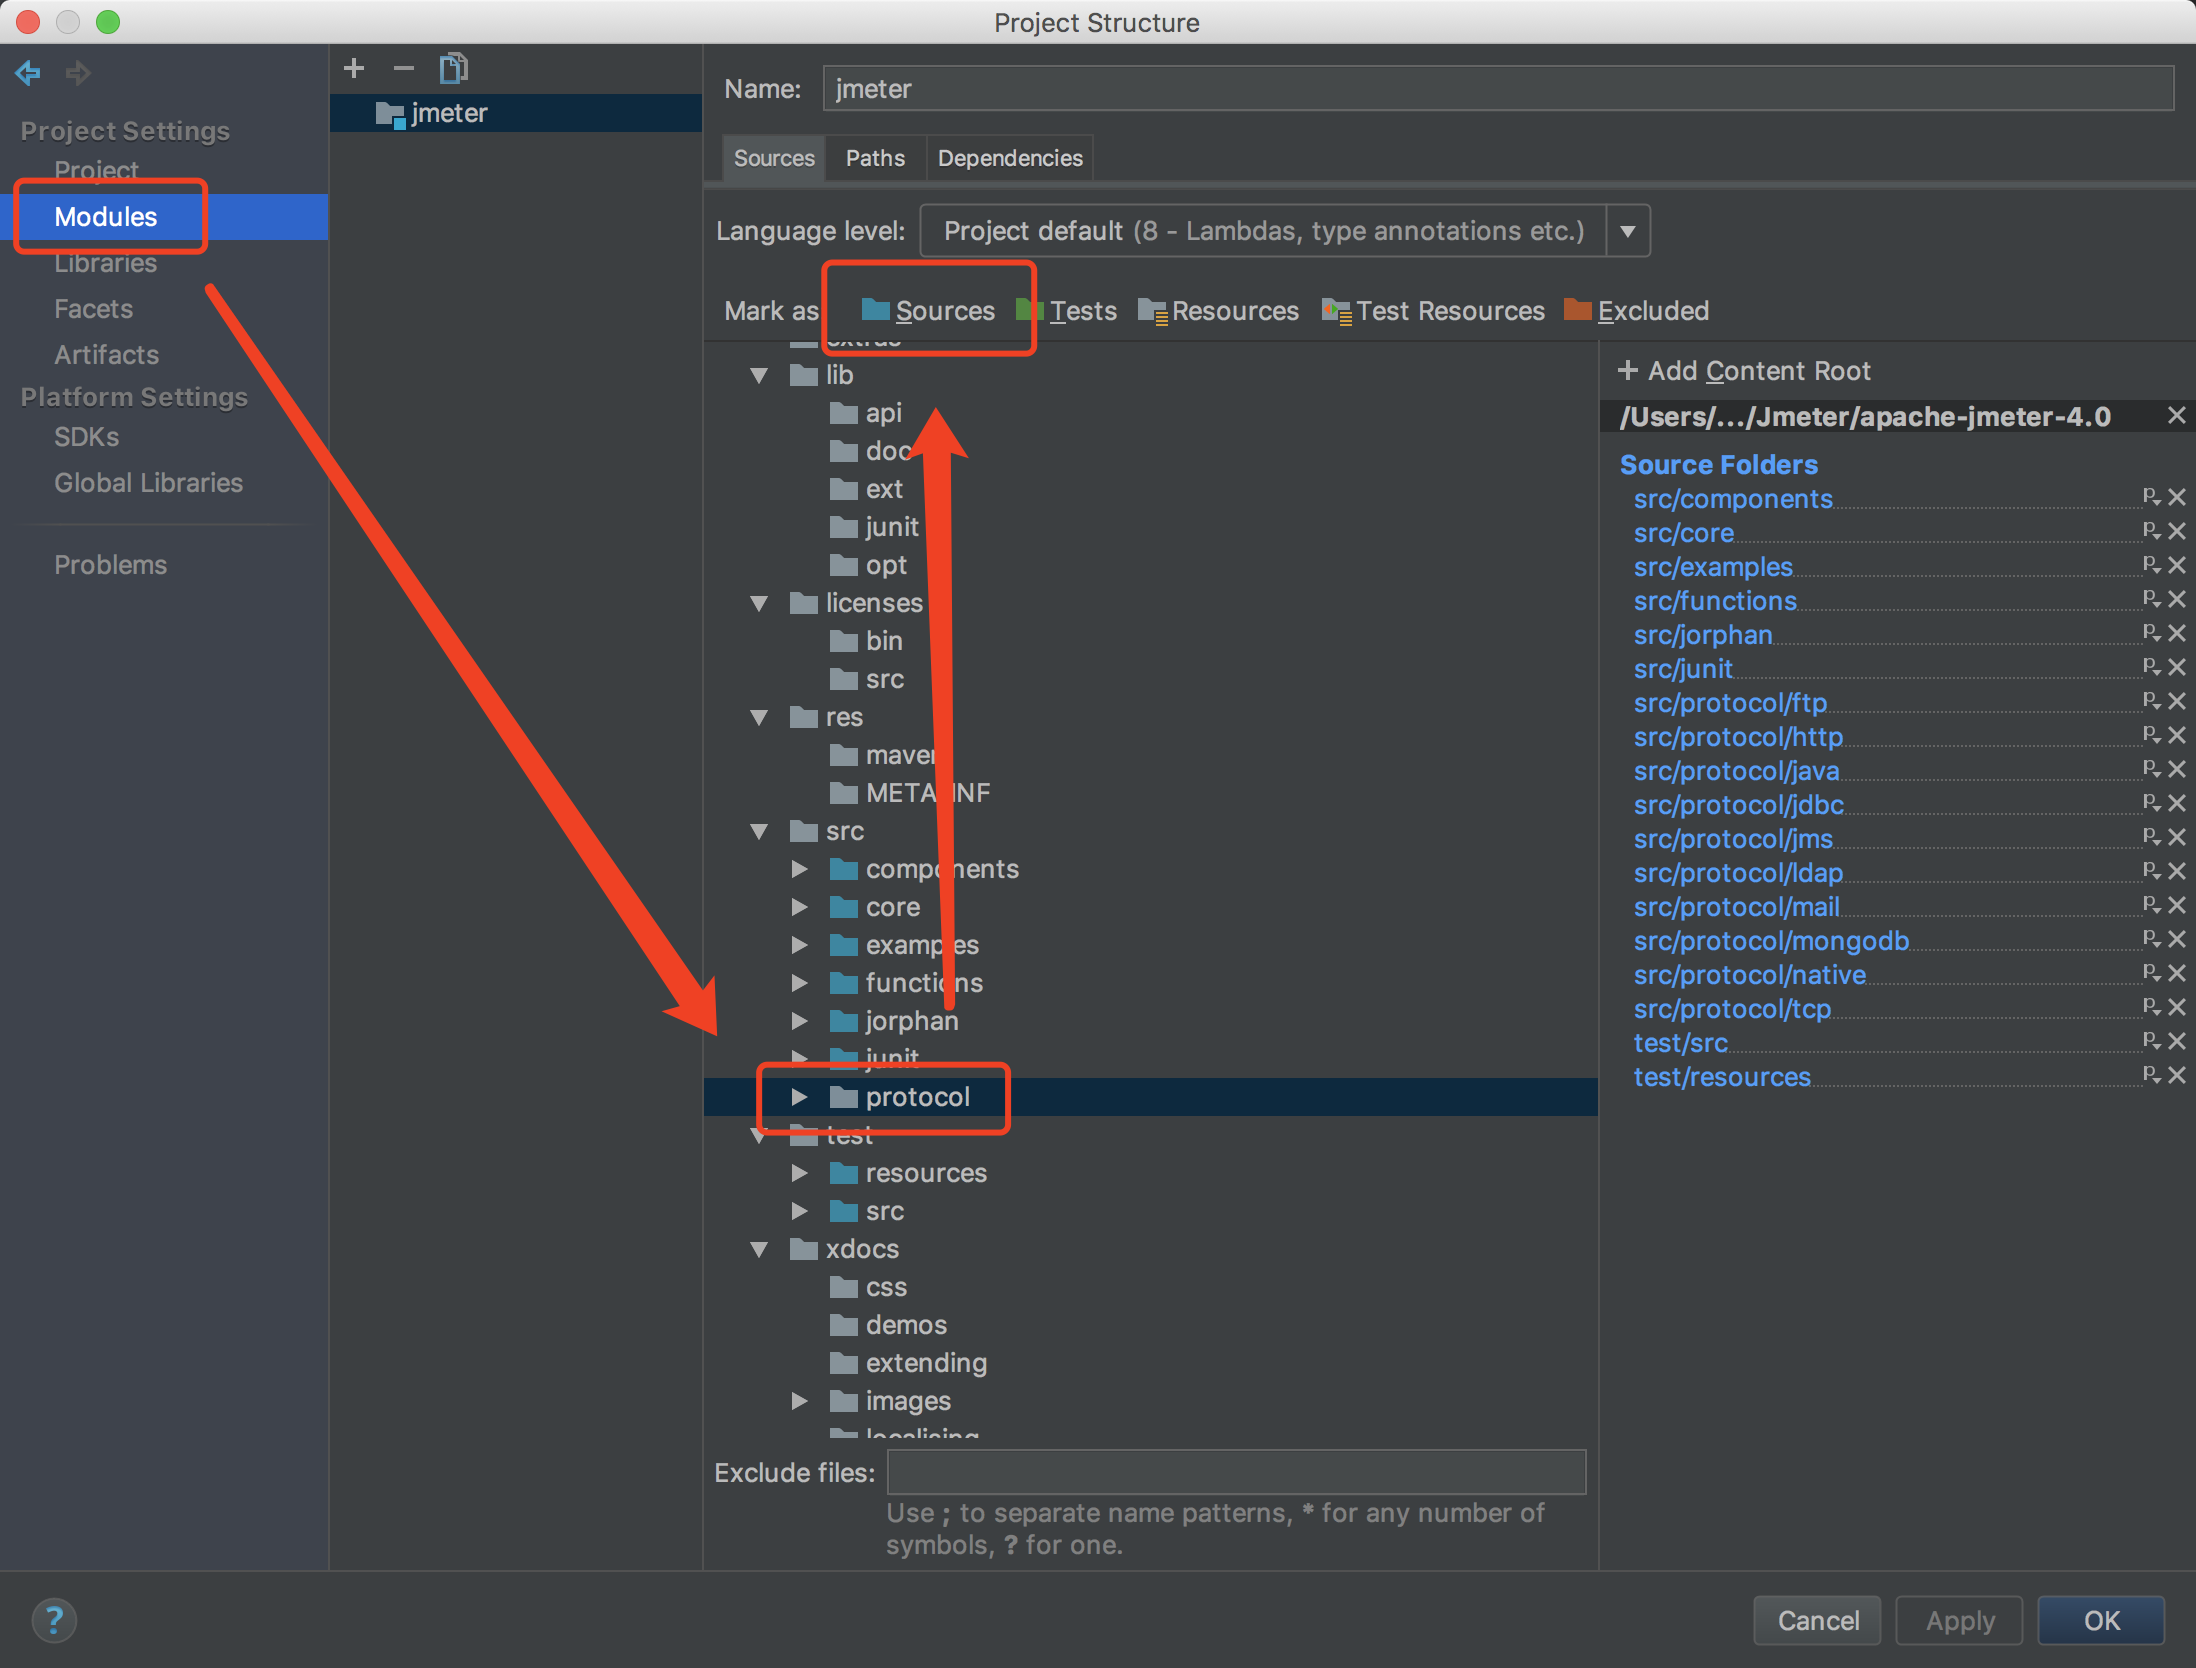 Project Structure
Project Settings
Project
Modules
Libraries
Facets
Artifacts
Platform Settings
SDKs
Global Libraries
Problems
jmeter
Name: jmeter
Sources Paths Dependencies
Language level: Project default (8 - Lambdas, type annotations etc.)
Mark as Sources Tests Resources Test Resources Excluded
extras
lib
api
doc
ext
junit
opt
licenses
bin
src
res
maven
META-INF
src
components
core
examples
functions
jorphan
junit
protocol
test
resources
src
xdocs
css
demos
extending
images
localising
Exclude files:
Use ; to separate name patterns, * for any number of
symbols, ? for one.
+ Add Content Root
/Users/.../Jmeter/apache-jmeter-4.0
Source Folders
src/components
src/core
src/examples
src/functions
src/jorphan
src/junit
src/protocol/ftp
src/protocol/http
src/protocol/java
src/protocol/jdbc
src/protocol/jms
src/protocol/ldap
src/protocol/mail
src/protocol/mongodb
src/protocol/native
src/protocol/tcp
test/src
test/resources
? Cancel Apply OK